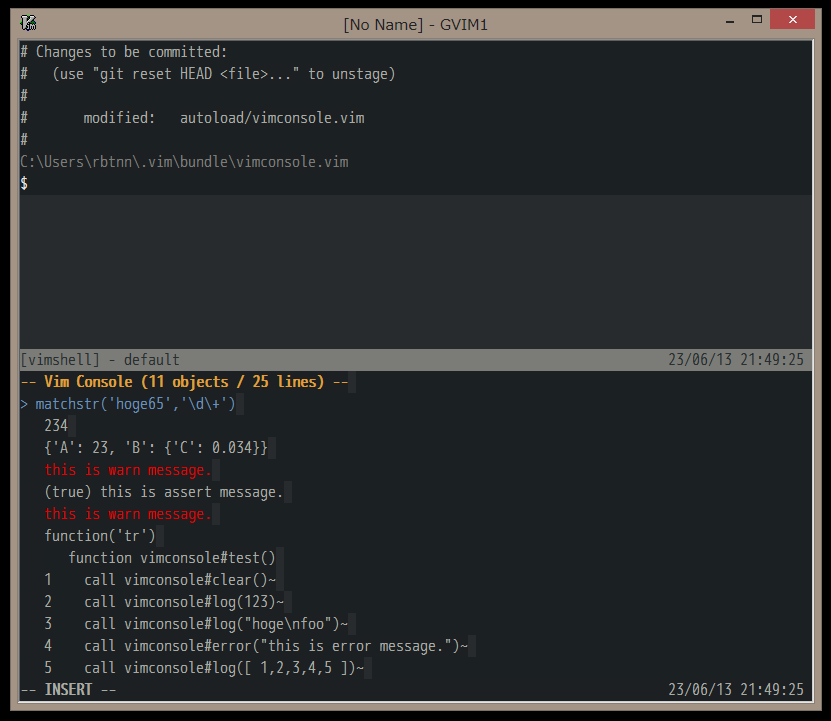 [No Name] - GVIM1
# Changes to be committed:
#   (use "git reset HEAD <file>..." to unstage)
#
#       modified:   autoload/vimconsole.vim
#
C:\Users\rbtnn\.vim\bundle\vimconsole.vim
$
[vimshell] - default 23/06/13 21:49:25
-- Vim Console (11 objects / 25 lines) --
> matchstr('hoge65','\d\+')
   234
   {'A': 23, 'B': {'C': 0.034}}
   this is warn message.
   (true) this is assert message.
   this is warn message.
   function('tr')
      function vimconsole#test()
   1    call vimconsole#clear()~
   2    call vimconsole#log(123)~
   3    call vimconsole#log("hoge\nfoo")~
   4    call vimconsole#error("this is error message.")~
   5    call vimconsole#log([ 1,2,3,4,5 ])~
-- INSERT -- 23/06/13 21:49:25